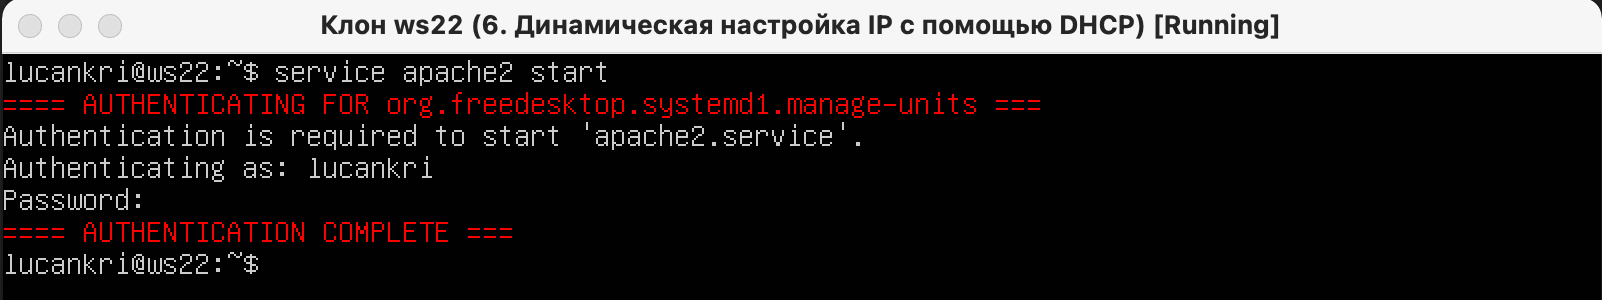 Клон ws22 (6. Динамическая настройка IP с помощью DHCP) [Running]
lucankri@ws22:~$ service apache2 start
==== AUTHENTICATING FOR org.freedesktop.systemd1.manage-units ===
Authentication is required to start 'apache2.service'.
Authenticating as: lucankri
Password:
==== AUTHENTICATION COMPLETE ===
lucankri@ws22:~$